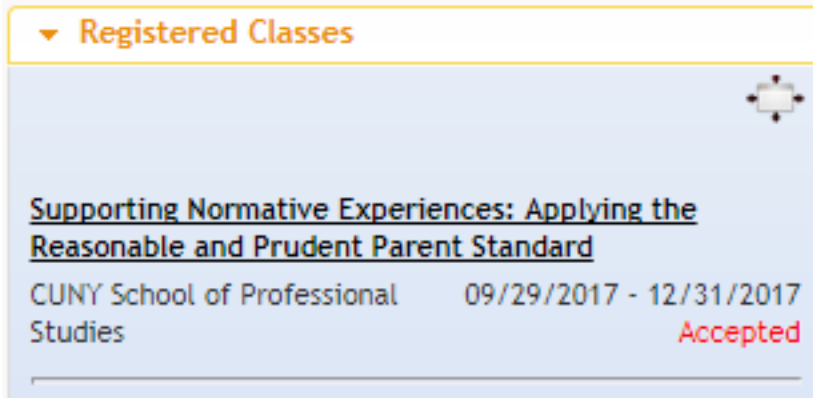 Registered Classes
Supporting Normative Experiences: Applying the
Reasonable and Prudent Parent Standard
CUNY School of Professional 09/29/2017 - 12/31/2017
Studies Accepted